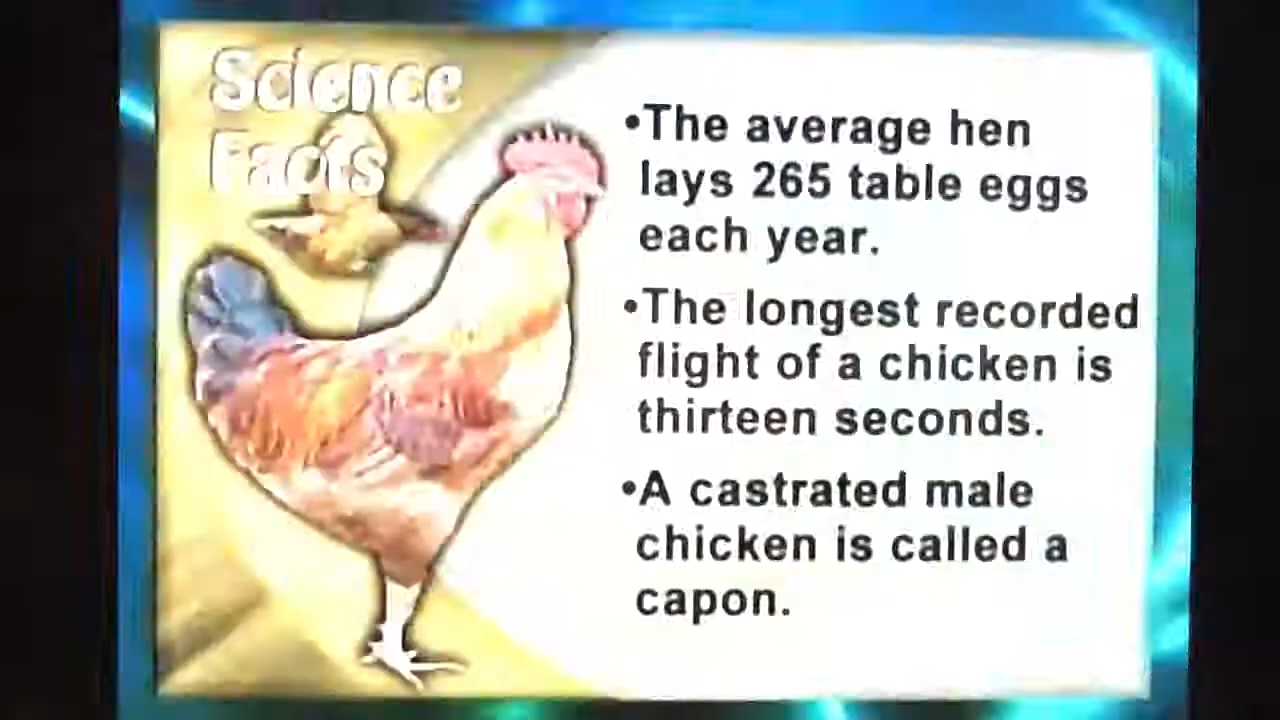 Science
Facts
•The average hen
lays 265 table eggs
each year.
•The longest recorded
flight of a chicken is
thirteen seconds.
•A castrated male
chicken is called a
capon.